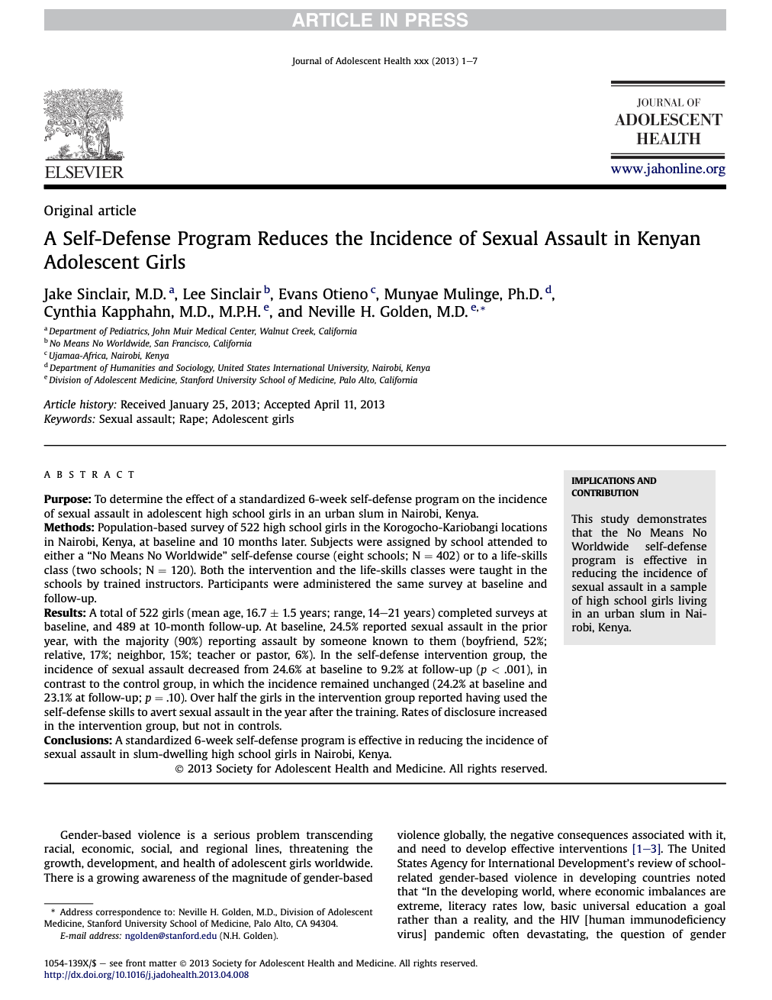 ARTICLE IN PRESS
Journal of Adolescent Health xxx (2013) 1–7
ELSEVIER
JOURNAL OF
ADOLESCENT
HEALTH
www.jahonline.org
Original article
A Self-Defense Program Reduces the Incidence of Sexual Assault in Kenyan
Adolescent Girls
Jake Sinclair, M.D. a, Lee Sinclair b, Evans Otieno c, Munyae Mulinge, Ph.D. d,
Cynthia Kapphahn, M.D., M.P.H. e, and Neville H. Golden, M.D. e,*
a Department of Pediatrics, John Muir Medical Center, Walnut Creek, California
b No Means No Worldwide, San Francisco, California
c Ujamaa-Africa, Nairobi, Kenya
d Department of Humanities and Sociology, United States International University, Nairobi, Kenya
e Division of Adolescent Medicine, Stanford University School of Medicine, Palo Alto, California
Article history: Received January 25, 2013; Accepted April 11, 2013
Keywords: Sexual assault; Rape; Adolescent girls
ABSTRACT
Purpose: To determine the effect of a standardized 6-week self-defense program on the incidence
of sexual assault in adolescent high school girls in an urban slum in Nairobi, Kenya.
Methods: Population-based survey of 522 high school girls in the Korogocho-Kariobangi locations
in Nairobi, Kenya, at baseline and 10 months later. Subjects were assigned by school attended to
either a “No Means No Worldwide” self-defense course (eight schools; N = 402) or to a life-skills
class (two schools; N = 120). Both the intervention and the life-skills classes were taught in the
schools by trained instructors. Participants were administered the same survey at baseline and
follow-up.
Results: A total of 522 girls (mean age, 16.7 ± 1.5 years; range, 14–21 years) completed surveys at
baseline, and 489 at 10-month follow-up. At baseline, 24.5% reported sexual assault in the prior
year, with the majority (90%) reporting assault by someone known to them (boyfriend, 52%;
relative, 17%; neighbor, 15%; teacher or pastor, 6%). In the self-defense intervention group, the
incidence of sexual assault decreased from 24.6% at baseline to 9.2% at follow-up (p < .001), in
contrast to the control group, in which the incidence remained unchanged (24.2% at baseline and
23.1% at follow-up; p = .10). Over half the girls in the intervention group reported having used the
self-defense skills to avert sexual assault in the year after the training. Rates of disclosure increased
in the intervention group, but not in controls.
Conclusions: A standardized 6-week self-defense program is effective in reducing the incidence of
sexual assault in slum-dwelling high school girls in Nairobi, Kenya.
© 2013 Society for Adolescent Health and Medicine. All rights reserved.
IMPLICATIONS AND
CONTRIBUTION
This study demonstrates
that the No Means No
Worldwide self-defense
program is effective in
reducing the incidence of
sexual assault in a sample
of high school girls living
in an urban slum in Nai-
robi, Kenya.
Gender-based violence is a serious problem transcending
racial, economic, social, and regional lines, threatening the
growth, development, and health of adolescent girls worldwide.
There is a growing awareness of the magnitude of gender-based
* Address correspondence to: Neville H. Golden, M.D., Division of Adolescent
Medicine, Stanford University School of Medicine, Palo Alto, CA 94304.
E-mail address: ngolden@stanford.edu (N.H. Golden).
violence globally, the negative consequences associated with it,
and need to develop effective interventions [1–3]. The United
States Agency for International Development’s review of school-
related gender-based violence in developing countries noted
that “In the developing world, where economic imbalances are
extreme, literacy rates low, basic universal education a goal
rather than a reality, and the HIV [human immunodeficiency
virus] pandemic often devastating, the question of gender
1054-139X/$ – see front matter © 2013 Society for Adolescent Health and Medicine. All rights reserved.
http://dx.doi.org/10.1016/j.jadohealth.2013.04.008